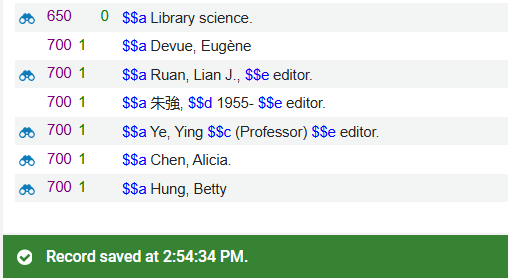 650 0 $$a Library science.
700 1 $$a Devue, Eugène
700 1 $$a Ruan, Lian J., $$e editor.
700 1 $$a 朱強, $$d 1955- $$e editor.
700 1 $$a Ye, Ying $$c (Professor) $$e editor.
700 1 $$a Chen, Alicia.
700 1 $$a Hung, Betty
Record saved at 2:54:34 PM.